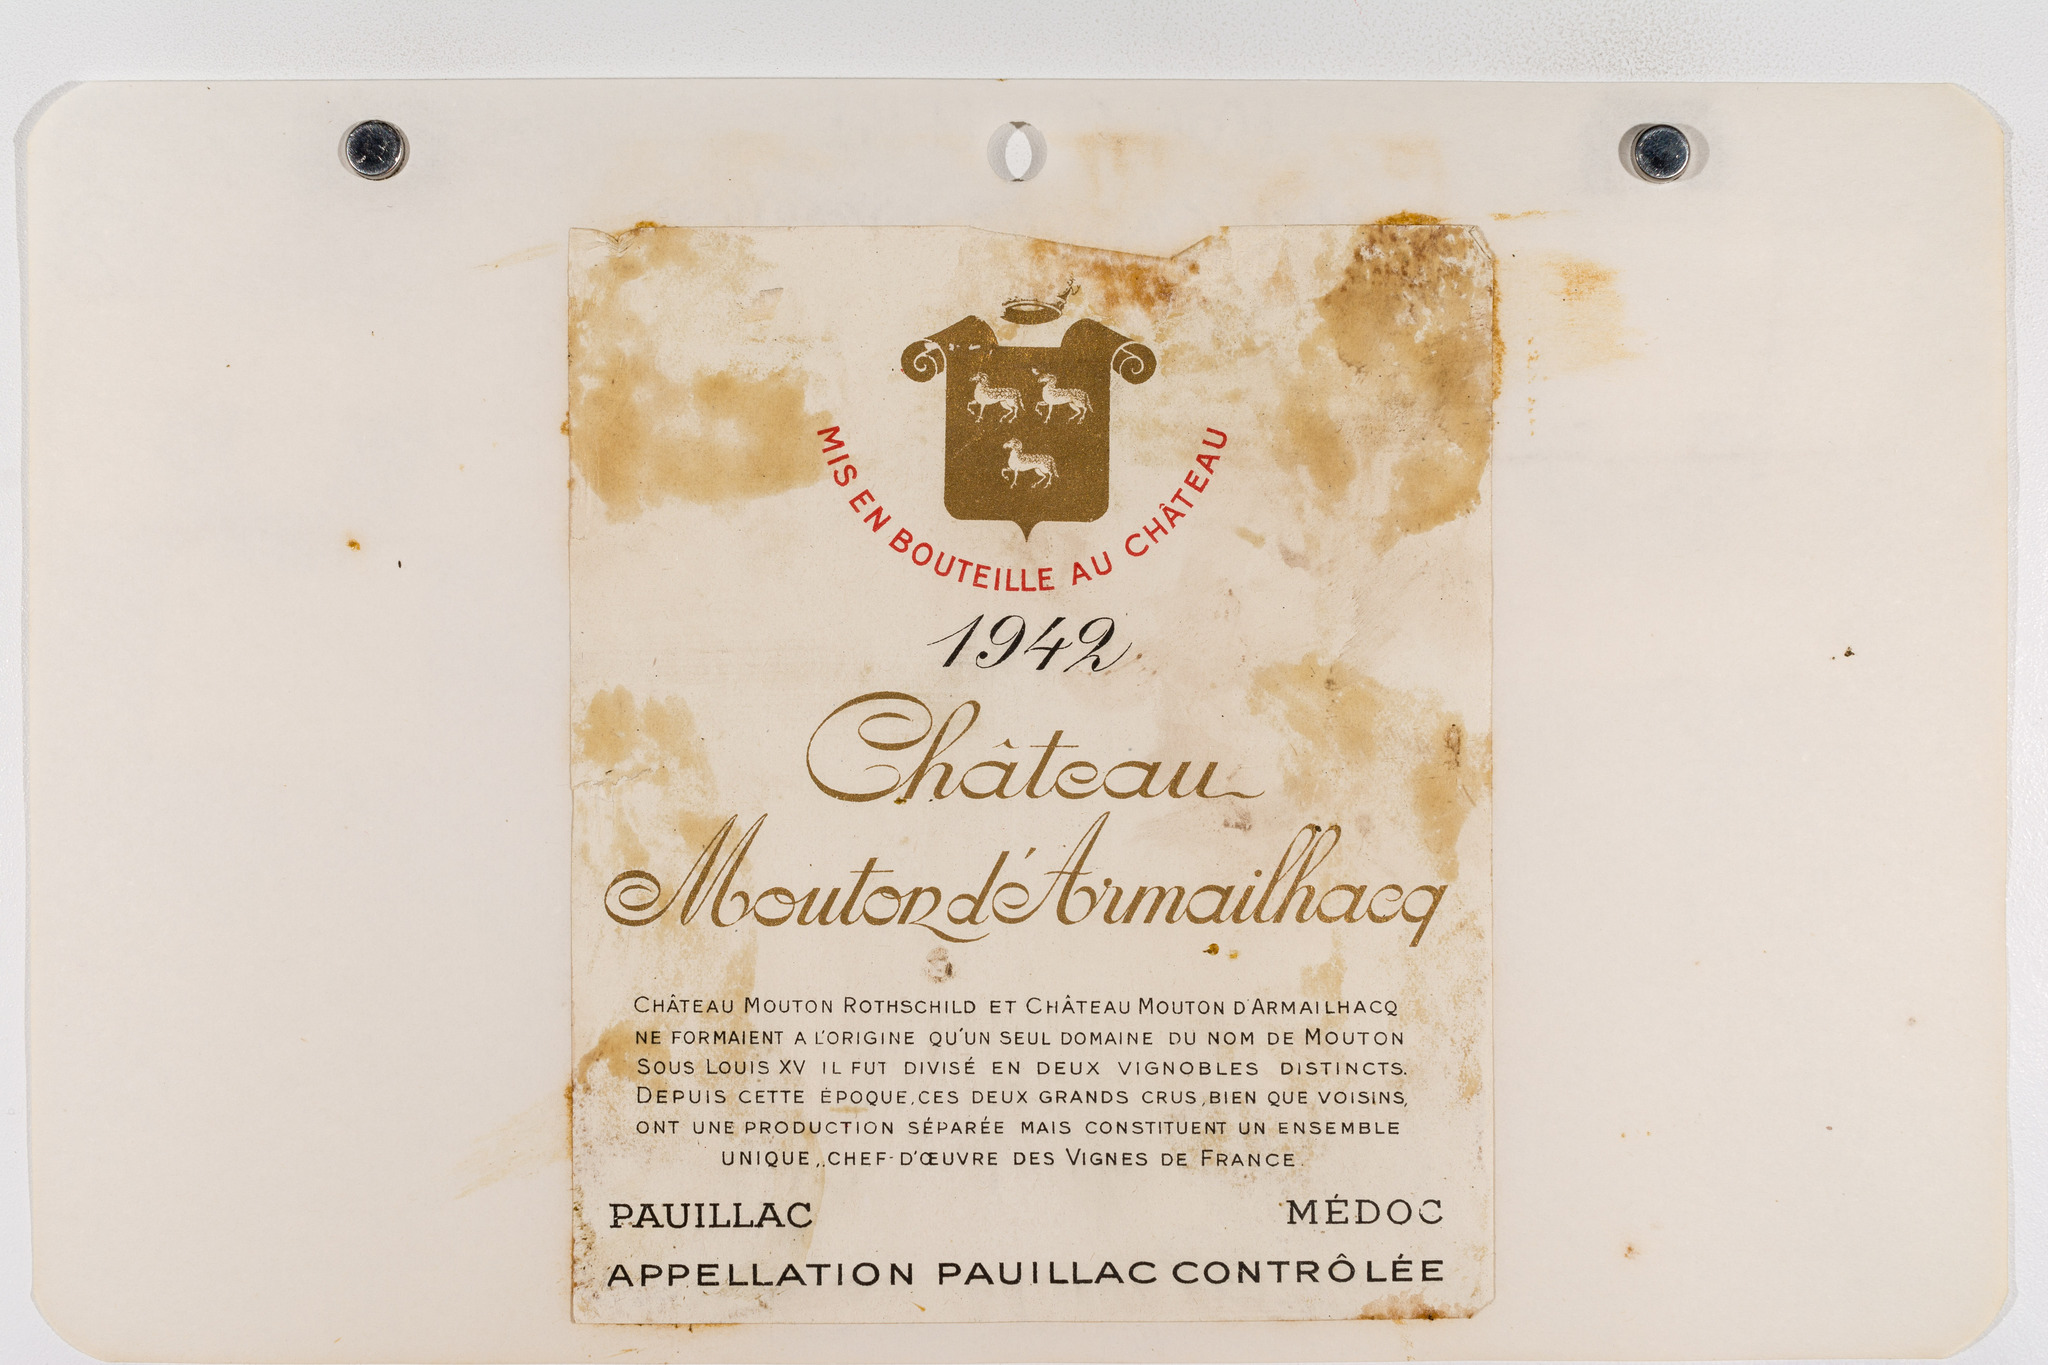 MIS EN BOUTEILLE AU CHÂTEAU
1942
Château
Mouton d'Armailhacq
CHÂTEAU MOUTON ROTHSCHILD ET CHÂTEAU MOUTON D'ARMAILHACQ
NE FORMAIENT A L'ORIGINE QU'UN SEUL DOMAINE DU NOM DE MOUTON
SOUS LOUIS XV IL FUT DIVISÉ EN DEUX VIGNOBLES DISTINCTS.
DEPUIS CETTE ÉPOQUE, CES DEUX GRANDS CRUS, BIEN QUE VOISINS,
ONT UNE PRODUCTION SÉPARÉE MAIS CONSTITUENT UN ENSEMBLE
UNIQUE, CHEF-D'ŒUVRE DES VIGNES DE FRANCE.
PAUILLAC MÉDOC
APPELLATION PAUILLAC CONTRÔLÉE